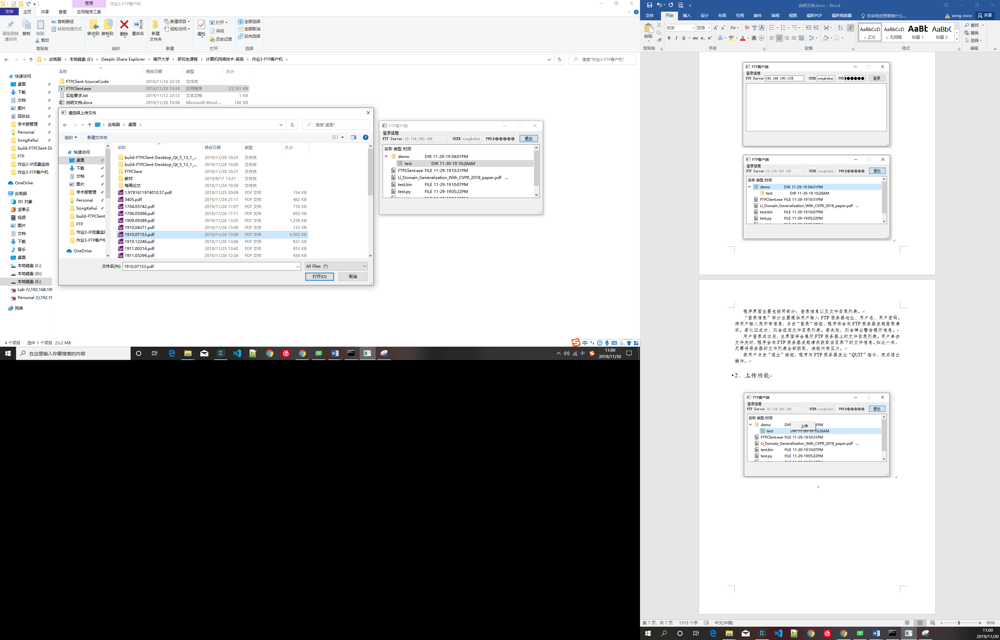 管理
作业3-FTP客户机
文件 主页 共享 查看 应用程序工具
固定到快速访问
复制
粘贴
复制路径
粘贴快捷方式
剪切
移动到 复制到 删除 重命名
新建文件夹
新建项目
轻松访问
属性
打开
编辑
历史记录
全部选择
全部取消
反向选择
剪贴板 组织 新建 打开 选择
此电脑 > 本地磁盘 (E:) > Deepin Share Explorer > 南开大学 > 研究生课程 > 计算机网络技术-吴英 > 作业3-FTP客户机 >
搜索"作业3-FTP客户机"
名称 修改日期 类型 大小
FTPClient-SourceCode 2019/11/16 22:18 文件夹
FTPClient.exe 2019/11/30 10:34 应用程序 23,761 KB
实验要求.txt 2019/11/12 22:12 文本文档 1 KB
说明文档.docx 2019/11/30 10:58 Microsoft Word ... 160 KB
快速访问
桌面
下载
文档
图片
回收站
学术部管理
Personal
SongKehui
build-FTPClient-De
FTP
作业2-IP流量监控
作业3-FTP客户机
OneDrive
此电脑
3D 对象
坚果云
视频
图片
文档
下载
音乐
桌面
本地磁盘 (C:)
本地磁盘 (D:)
本地磁盘 (E:)
Lab (\\192.168.190
Personal (\\192.16
网络
4 个项目 选中 1 个项目 23.2 MB
请选择上传文件
此电脑 > 桌面 >
搜索"桌面"
组织 新建文件夹
快速访问
桌面
下载
文档
图片
学术部管理
Personal
SongKehui
build-FTPClient
FTP
作业2-IP流量监控
作业3-FTP客户机
OneDrive
名称 修改日期 类型 大小
build-FTPClient-Desktop_Qt_5_13_1_... 2019/11/30 10:25 文件夹
build-FTPClient-Desktop_Qt_5_13_1_... 2019/11/29 16:00 文件夹
FTPClient 2019/11/30 10:31 文件夹
教材 2019/9/17 13:21 文件夹
每周论文 2019/11/24 19:58 文件夹
1.9781611974010.57.pdf 2019/11/25 20:09 PDF 文件 154 KB
0405.pdf 2019/11/24 21:17 PDF 文件 462 KB
1704.05742.pdf 2019/11/26 17:07 PDF 文件 718 KB
1706.05098.pdf 2019/11/26 17:11 PDF 文件 850 KB
1909.09389.pdf 2019/11/26 13:05 PDF 文件 1,256 KB
1910.04371.pdf 2019/11/26 13:09 PDF 文件 135 KB
1910.07153.pdf 2019/11/26 13:08 PDF 文件 6,002 KB
1910.12246.pdf 2019/11/26 13:06 PDF 文件 831 KB
1911.00314.pdf 2019/11/25 13:42 PDF 文件 953 KB
1911.03299.pdf 2019/11/26 12:36 PDF 文件 456 KB
文件名(N): 1910.07153.pdf All Files (*)
打开(O) 取消
FTP客户端
登录信息
FTP Server 10.134.243.186 USER songkehui PWD 退出
名称 类型 时间
demo DIR 11-29-19 04:01PM
test DIR 11-30-19 10:26AM
FTPClient.exe FILE 11-29-1910:31PM
Li_Domain_Generalization_With_CVPR_2018_paper.pdf ...
test.bin FILE 11-29-1910:07PM
test.py FILE 11-29-1905:22PM
中
在这里输入你要搜索的内容
中
11:00
2019/11/30
说明文档.docx - Word
文件 开始 插入 设计 布局 引用 邮件 审阅 视图 福昕PDF 福昕阅读器 告诉我您想要做什么... song coco 共享
粘贴
仿宋 四号
AaBbCcD AaBbCcD AaBb AaBbC
正文 无间隔 标题 1 标题 2
查找
替换
选择
剪贴板 字体 段落 样式 编辑
FTP客户端
登录信息
FTP Server 192.168.190.133 USER songkehui PWD 登录
FTP客户端
登录信息
FTP Server 10.134.243.186 USER songkehui PWD 退出
名称 类型 时间
demo DIR 11-29-19 04:01PM
test DIR 11-30-19 10:26AM
FTPClient.exe FILE 11-29-1910:31PM
Li_Domain_Generalization_With_CVPR_2018_paper.pdf ...
test.bin FILE 11-29-1910:07PM
test.py FILE 11-29-1905:22PM
程序界面主要包括两部分：登录信息以及文件目录列表。
“登录信息”部分主要提供用户输入 FTP 服务器地址、用户名、用户密码。
待用户输入完所有信息，点击“登录”按钮，程序将会向 FTP 服务器发起登录请
求。若认证成功，则会返回文件目录列表。若失败，则会弹出警告提示信息。
用户登录成功后，主界面将会展示 FTP 服务器上的文件目录列表。用户单击
文件夹时，程序会向 FTP 服务器发起请求获取该目录下的文件信息。如此一来，
无需将服务器的文件列表全部获取，减轻内存压力。
若用户点击“退出”按钮，程序向 FTP 服务器发出“QUIT”指令，完成退出
操作。
2. 上传功能
FTP客户端
登录信息
FTP Server 10.134.243.186 USER songkehui PWD 退出
名称 类型 时间
demo DIR 1PM
上传
test DIR 11-30-19 10:26AM
FTPClient.exe FILE 11-29-1910:31PM
Li_Domain_Generalization_With_CVPR_2018_paper.pdf ...
test.bin FILE 11-29-1910:07PM
test.py FILE 11-29-1905:22PM
第 7 页，共 7 页 1315 个字 中文(中国) 90%
11:00
2019/11/30